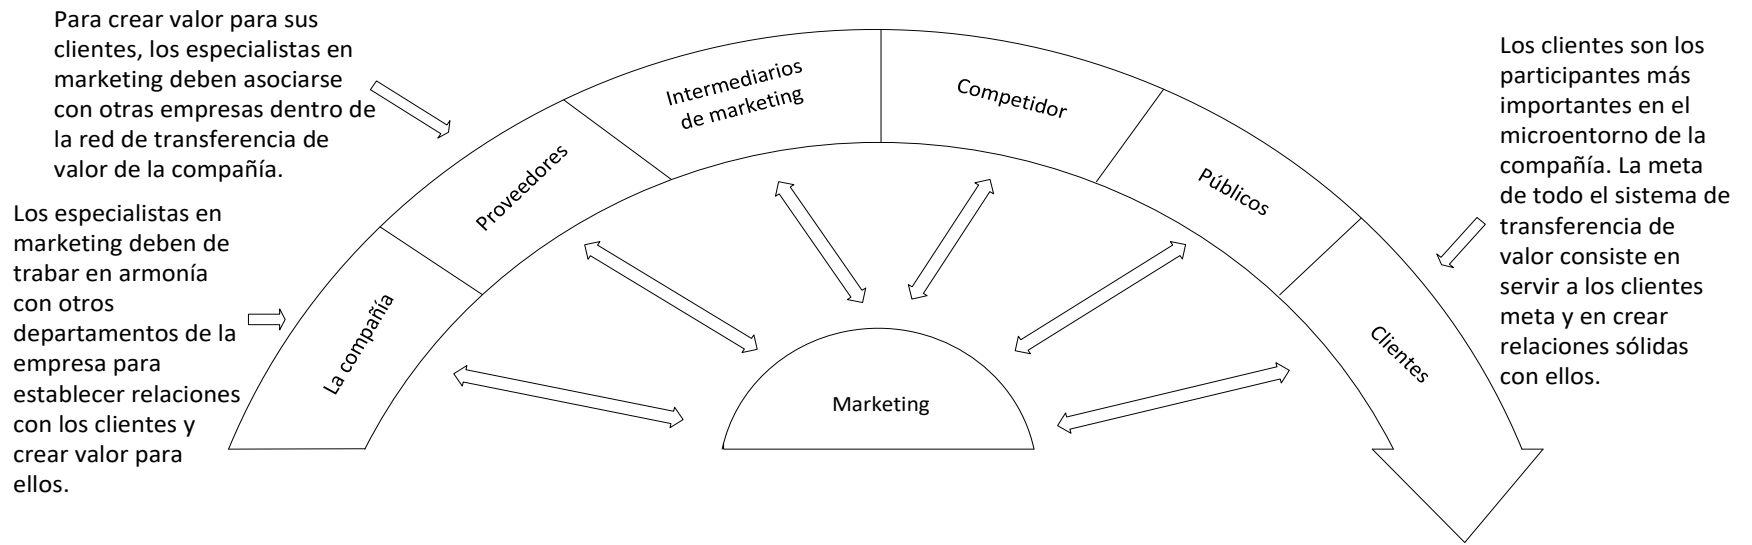 Para crear valor para sus
clientes, los especialistas en
marketing deben asociarse
con otras empresas dentro de
la red de transferencia de
valor de la compañía.
Los especialistas en
marketing deben de
trabar en armonía
con otros
departamentos de la
empresa para
establecer relaciones
con los clientes y
crear valor para
ellos.
La compañía
Proveedores
Intermediarios
de marketing
Competidor
Públicos
Clientes
Marketing
Los clientes son los
participantes más
importantes en el
microentorno de la
compañía. La meta
de todo el sistema de
transferencia de
valor consiste en
servir a los clientes
meta y en crear
relaciones sólidas
con ellos.